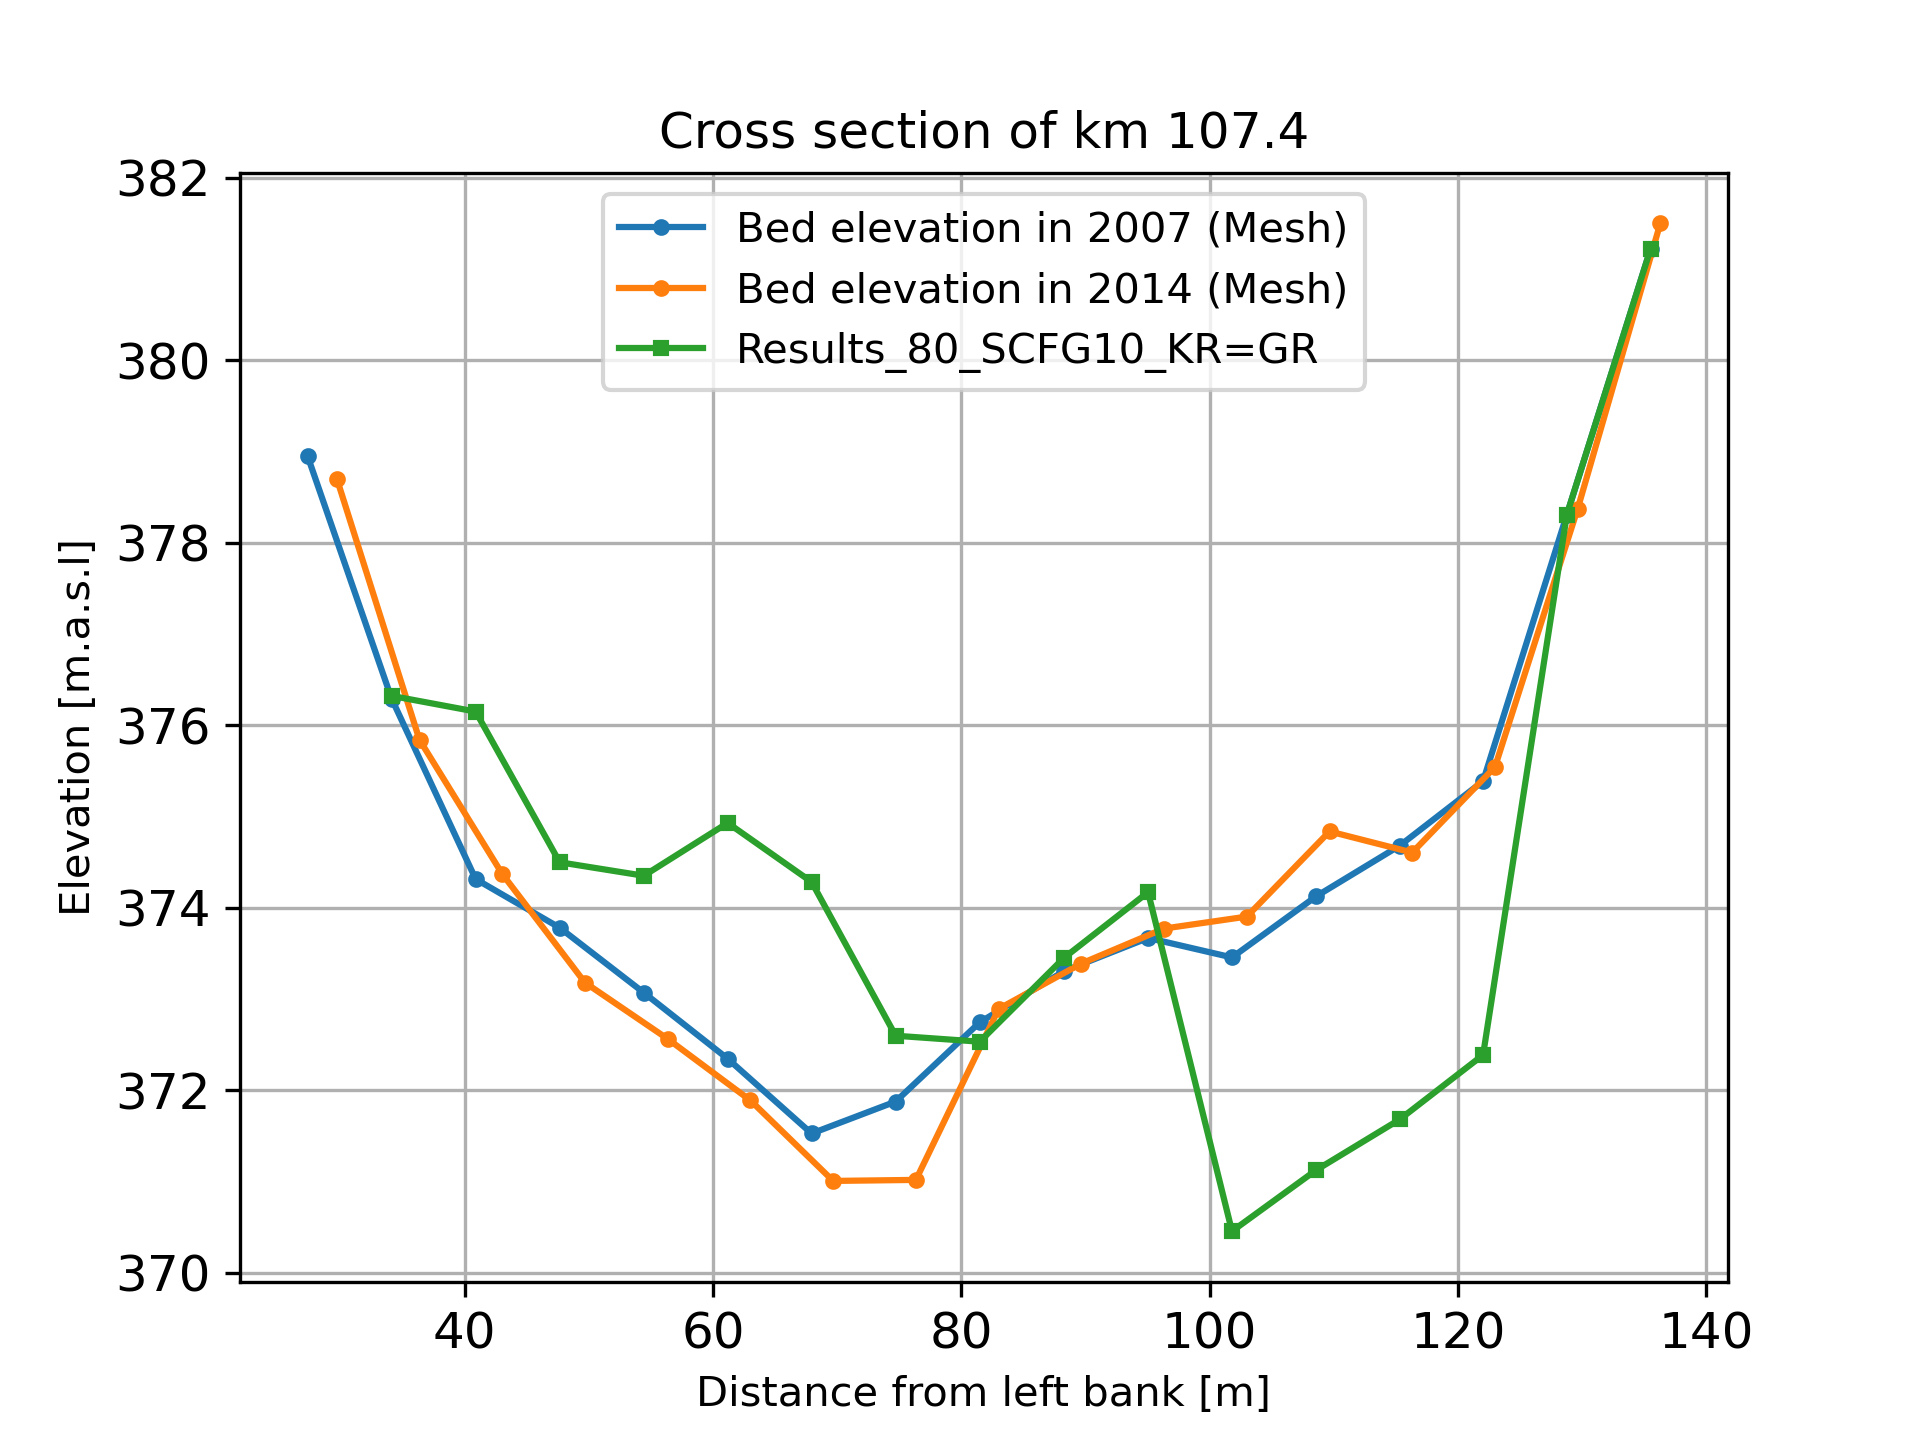 Cross section of km 107.4
382
380
378
376
374
372
370
Elevation [m.a.s.l]
Bed elevation in 2007 (Mesh)
Bed elevation in 2014 (Mesh)
Results_80_SCFG10_KR=GR
40 60 80 100 120 140
Distance from left bank [m]